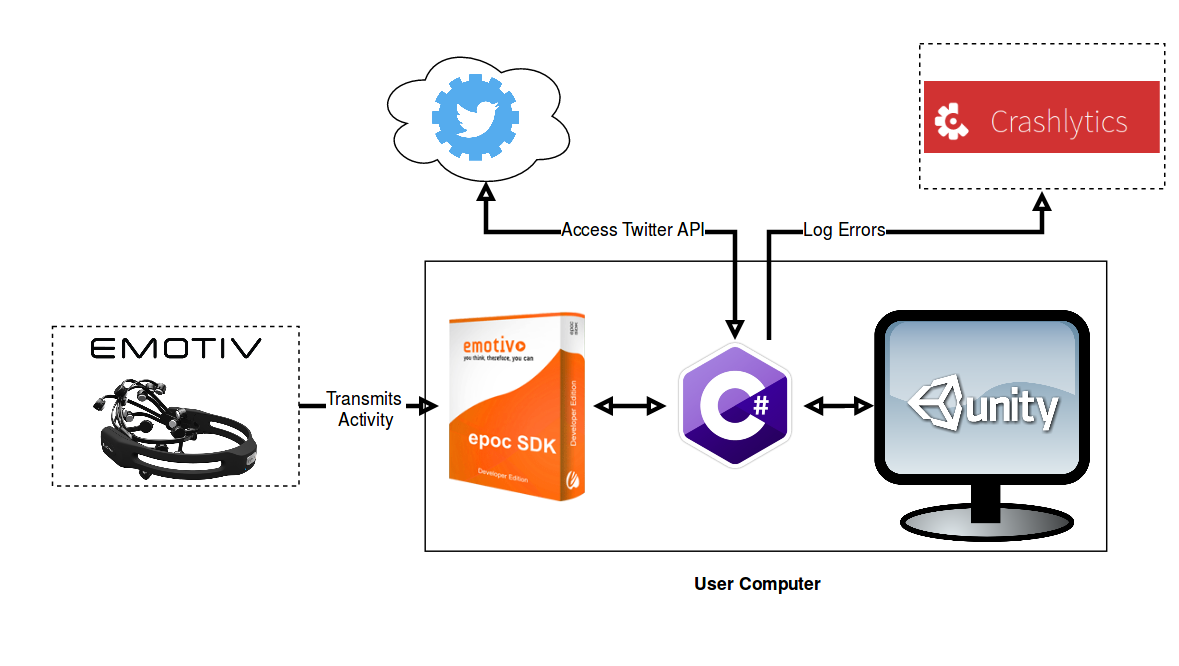 Crashlytics
Access Twitter API
Log Errors
EMOTIV
Transmits
Activity
emotiv
you think, therefore, you can
epoc SDK
Developer Edition
Developer Edition
C#
unity
User Computer